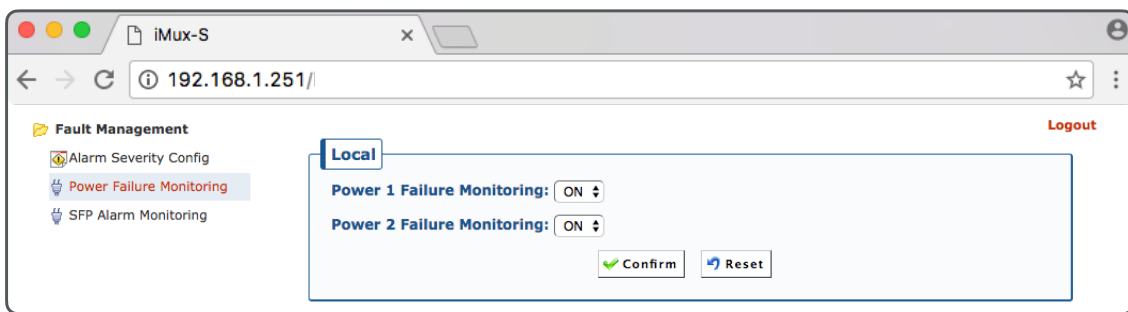 iMux-S
192.168.1.251/
Fault Management
Alarm Severity Config
Power Failure Monitoring
SFP Alarm Monitoring
Logout
Local
Power 1 Failure Monitoring: ON
Power 2 Failure Monitoring: ON
Confirm Reset